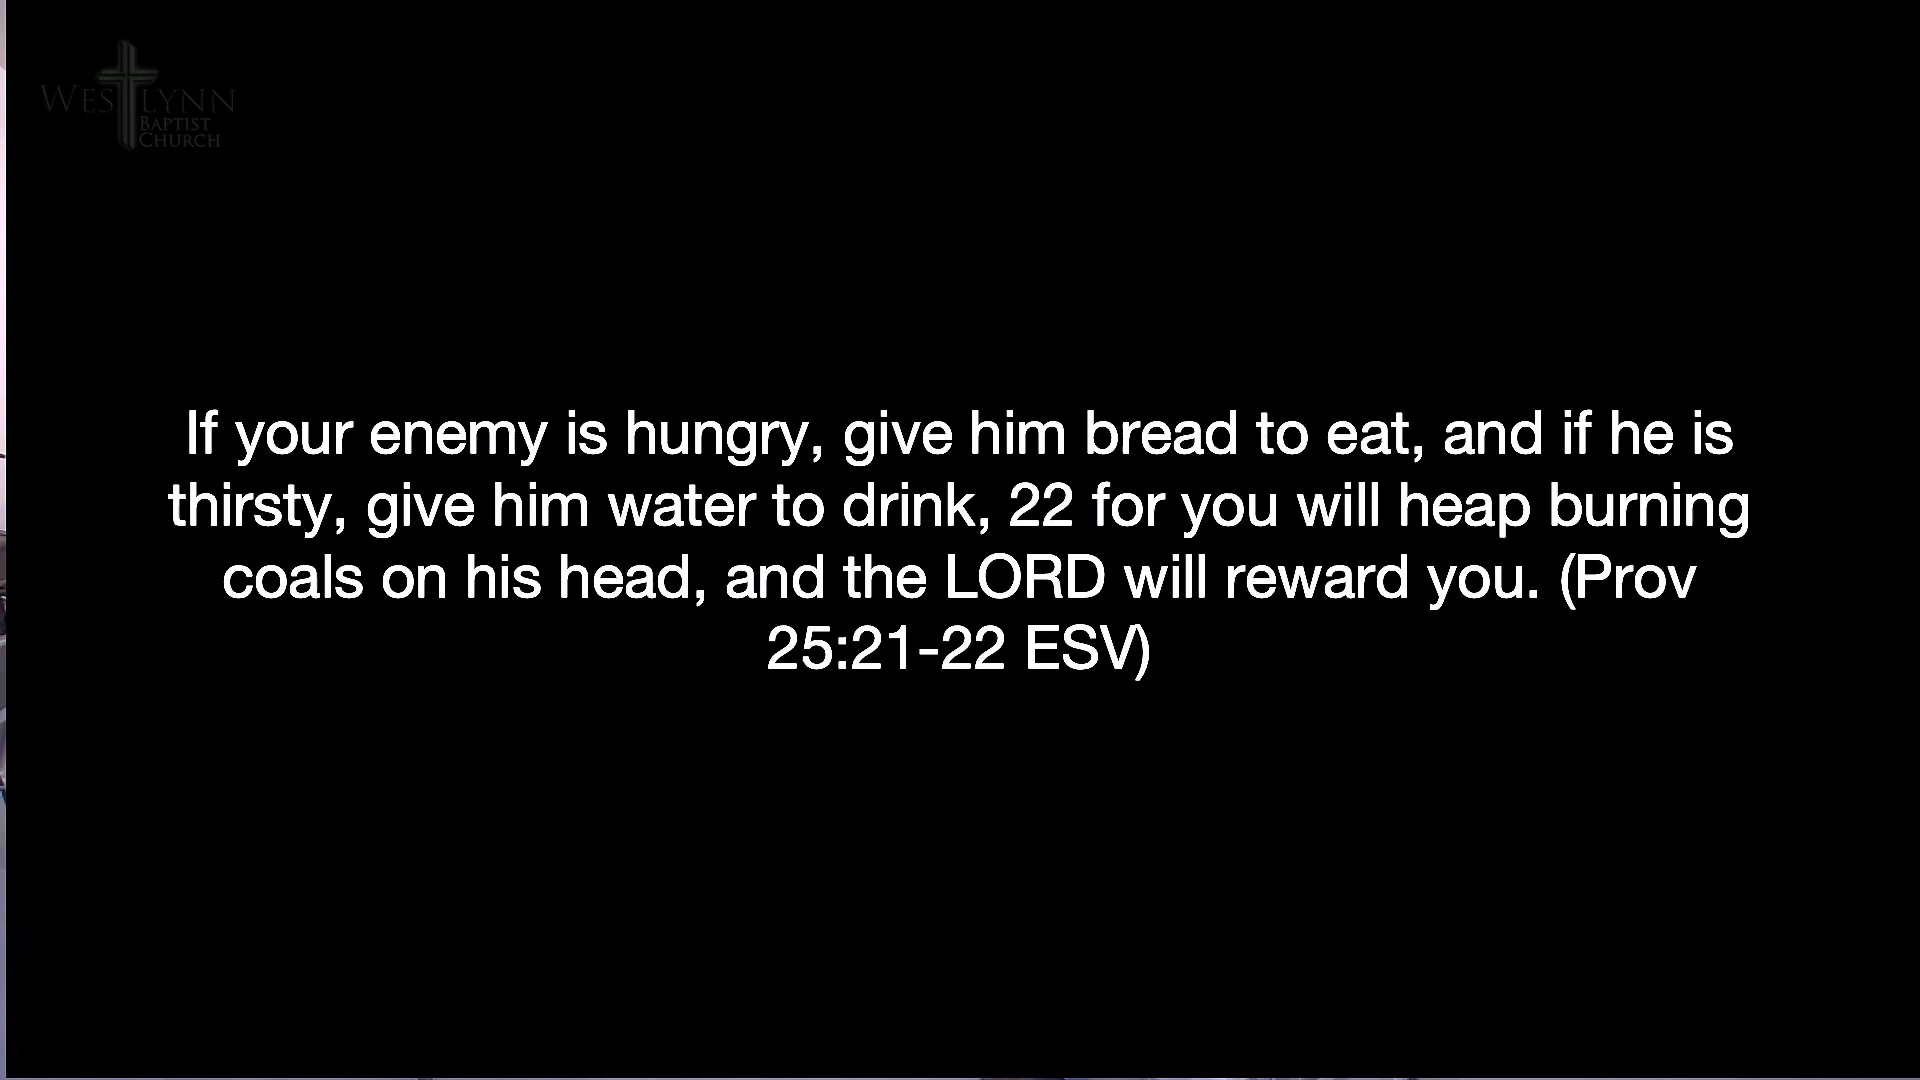 WESTLYNN
BAPTIST
CHURCH
If your enemy is hungry, give him bread to eat, and if he is
thirsty, give him water to drink, 22 for you will heap burning
coals on his head, and the LORD will reward you. (Prov
25:21-22 ESV)